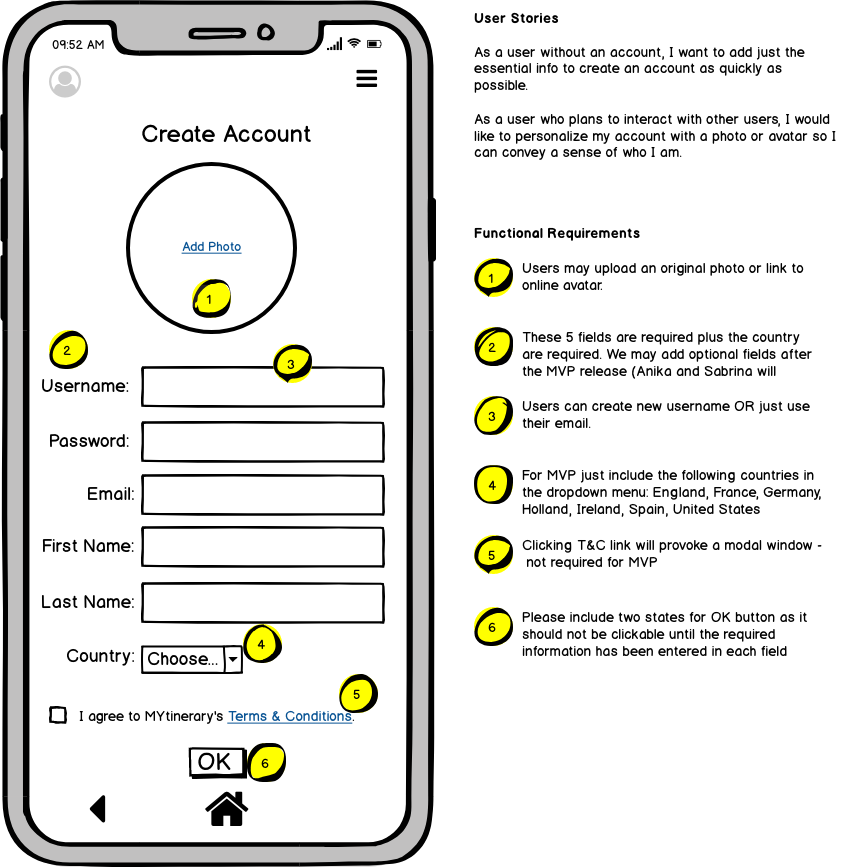 09:52 AM
Create Account
Add Photo
1
2
3
Username:
Password:
Email:
First Name:
Last Name:
Country:
Choose...
4
5
I agree to MYtinerary's Terms & Conditions.
OK
6
User Stories
As a user without an account, I want to add just the
essential info to create an account as quickly as
possible.
As a user who plans to interact with other users, I would
like to personalize my account with a photo or avatar so I
can convey a sense of who I am.
Functional Requirements
1
Users may upload an original photo or link to
online avatar.
2
These 5 fields are required plus the country
are required. We may add optional fields after
the MVP release (Anika and Sabrina will
3
Users can create new username OR just use
their email.
4
For MVP just include the following countries in
the dropdown menu: England, France, Germany,
Holland, Ireland, Spain, United States
5
Clicking T&C link will provoke a modal window -
not required for MVP
6
Please include two states for OK button as it
should not be clickable until the required
information has been entered in each field